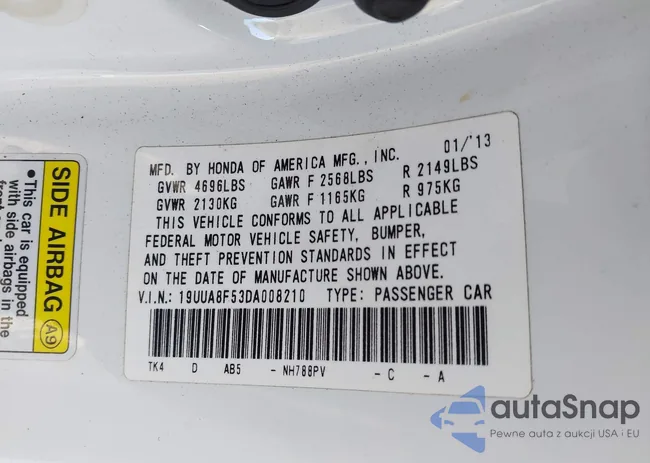 MFD. BY HONDA OF AMERICA MFG., INC. 01/'13
GVWR 4696LBS GAWR F 2568LBS R 2149LBS
GVWR 2130KG GAWR F 1165KG R 975KG
THIS VEHICLE CONFORMS TO ALL APPLICABLE
FEDERAL MOTOR VEHICLE SAFETY, BUMPER,
AND THEFT PREVENTION STANDARDS IN EFFECT
ON THE DATE OF MANUFACTURE SHOWN ABOVE.
V.I.N.: 19UUA8F53DA008210 TYPE: PASSENGER CAR
TK4 D AB5 - NH788PV - C - A
SIDE AIRBAG A9
• This car is equipped
with side airbags in the
autaSnap
Pewne auta z aukcji USA i EU